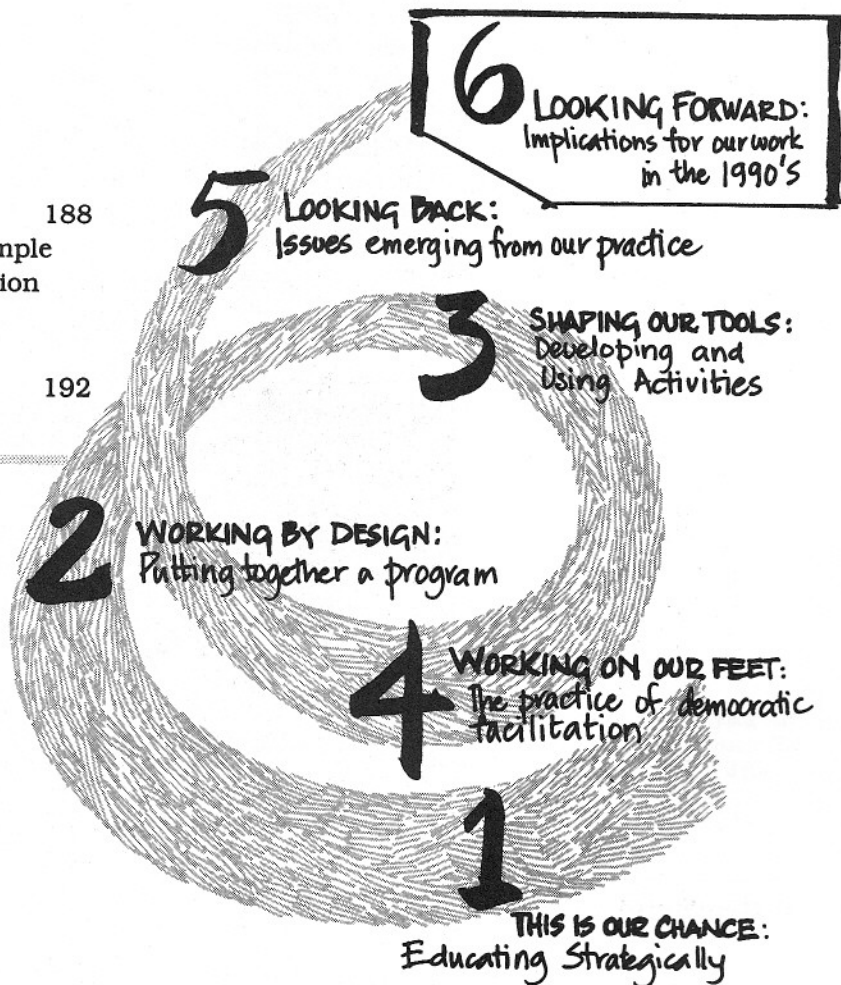 6
LOOKING FORWARD:
Implications for our work
in the 1990'S
5
LOOKING BACK:
Issues emerging from our practice
188
3
SHAPING OUR TOOLS:
Developing and
Using Activities
192
2
WORKING BY DESIGN:
Putting together a program
4
WORKING ON OUR FEET:
The practice of democratic
facilitation
1
THIS IS OUR CHANCE:
Educating Strategically